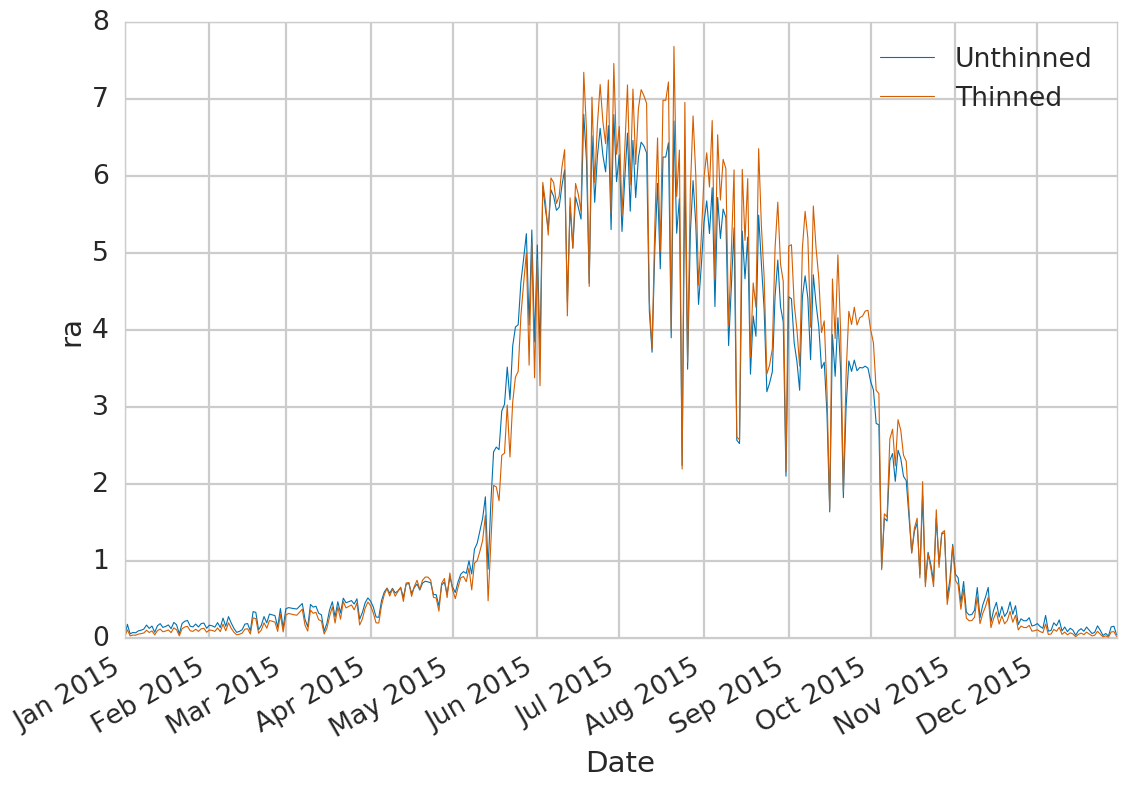 8
7
6
5
4
3
2
1
0
ra
Unthinned
Thinned
Jan 2015
Feb 2015
Mar 2015
Apr 2015
May 2015
Jun 2015
Jul 2015
Aug 2015
Sep 2015
Oct 2015
Nov 2015
Dec 2015
Date